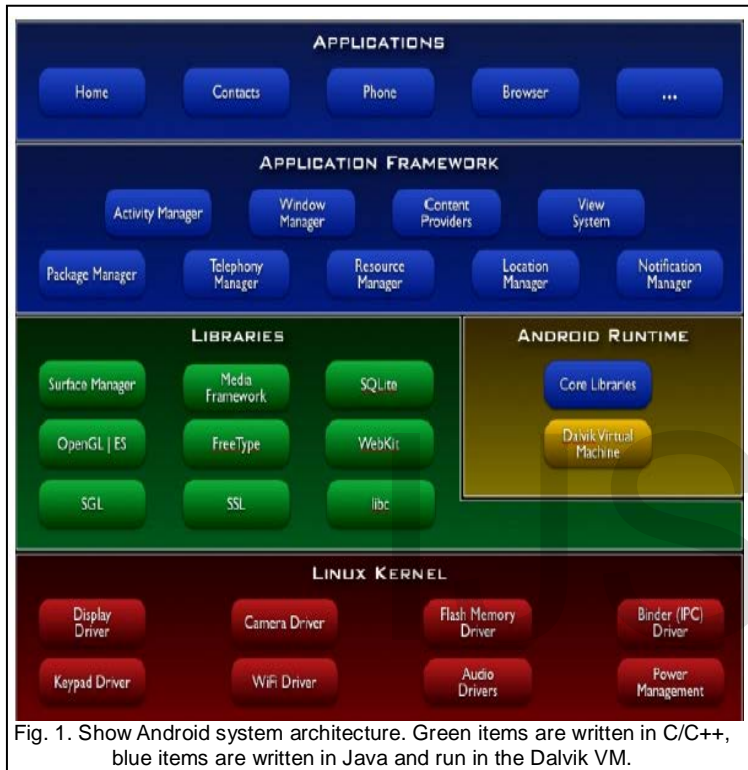 APPLICATIONS
Home Contacts Phone Browser ...
APPLICATION FRAMEWORK
Activity Manager Window Manager Content Providers View System
Package Manager Telephony Manager Resource Manager Location Manager Notification Manager
LIBRARIES
Surface Manager Media Framework SQLite
OpenGL | ES FreeType WebKit
SGL SSL libc
ANDROID RUNTIME
Core Libraries
Dalvik Virtual Machine
LINUX KERNEL
Display Driver Camera Driver Flash Memory Driver Binder (IPC) Driver
Keypad Driver WiFi Driver Audio Drivers Power Management
IJS
Fig. 1. Show Android system architecture. Green items are written in C/C++,
blue items are written in Java and run in the Dalvik VM.